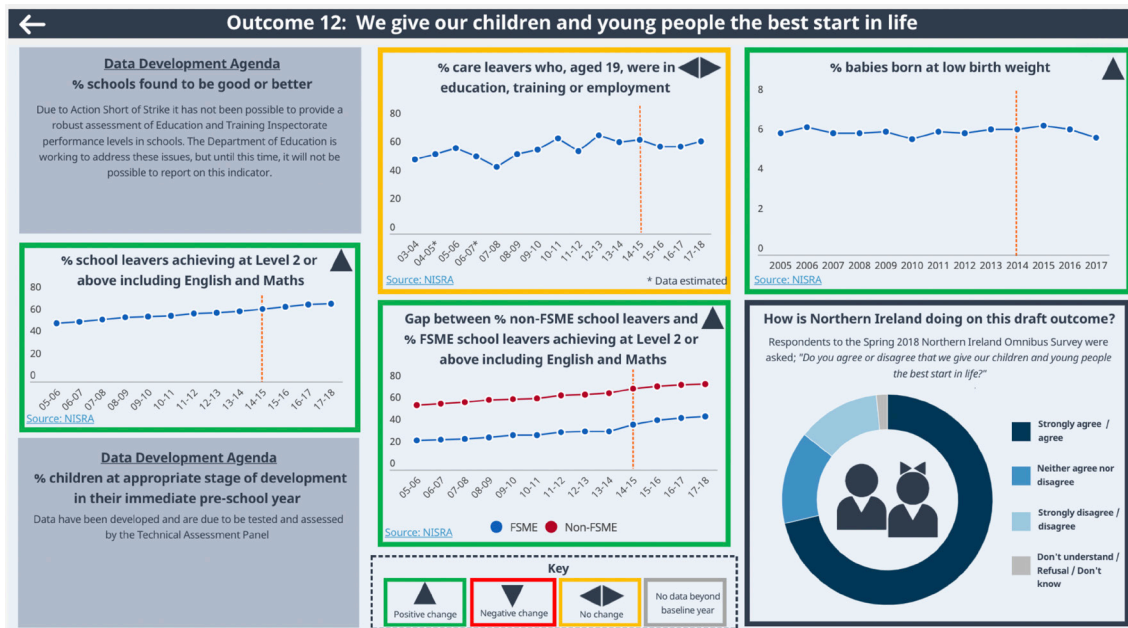 Outcome 12: We give our children and young people the best start in life
Data Development Agenda
% schools found to be good or better
Due to Action Short of Strike it has not been possible to provide a
robust assessment of Education and Training Inspectorate
performance levels in schools. The Department of Education is
working to address these issues, but until this time, it will not be
possible to report on this indicator.
% school leavers achieving at Level 2 or
above including English and Maths
80
60
40
20
0
05-06
06-07
07-08
08-09
09-10
10-11
11-12
12-13
13-14
14-15
15-16
16-17
17-18
Source: NISRA
Data Development Agenda
% children at appropriate stage of development
in their immediate pre-school year
Data have been developed and are due to be tested and assessed
by the Technical Assessment Panel
% care leavers who, aged 19, were in
education, training or employment
80
60
40
20
0
03-04
04-05*
05-06
06-07*
07-08
08-09
09-10
10-11
11-12
12-13
13-14
14-15
15-16
16-17
17-18
Source: NISRA
* Data estimated
Gap between % non-FSME school leavers and
% FSME school leavers achieving at Level 2 or
above including English and Maths
80
60
40
20
0
05-06
06-07
07-08
08-09
09-10
10-11
11-12
12-13
13-14
14-15
15-16
16-17
17-18
FSME
Non-FSME
Source: NISRA
Key
Positive change
Negative change
No change
No data beyond
baseline year
% babies born at low birth weight
8
6
4
2
0
2005 2006 2007 2008 2009 2010 2011 2012 2013 2014 2015 2016 2017
Source: NISRA
How is Northern Ireland doing on this draft outcome?
Respondents to the Spring 2018 Northern Ireland Omnibus Survey were
asked; "Do you agree or disagree that we give our children and young people
the best start in life?"
Strongly agree /
agree
Neither agree nor
disagree
Strongly disagree /
disagree
Don't understand /
Refusal / Don't
know